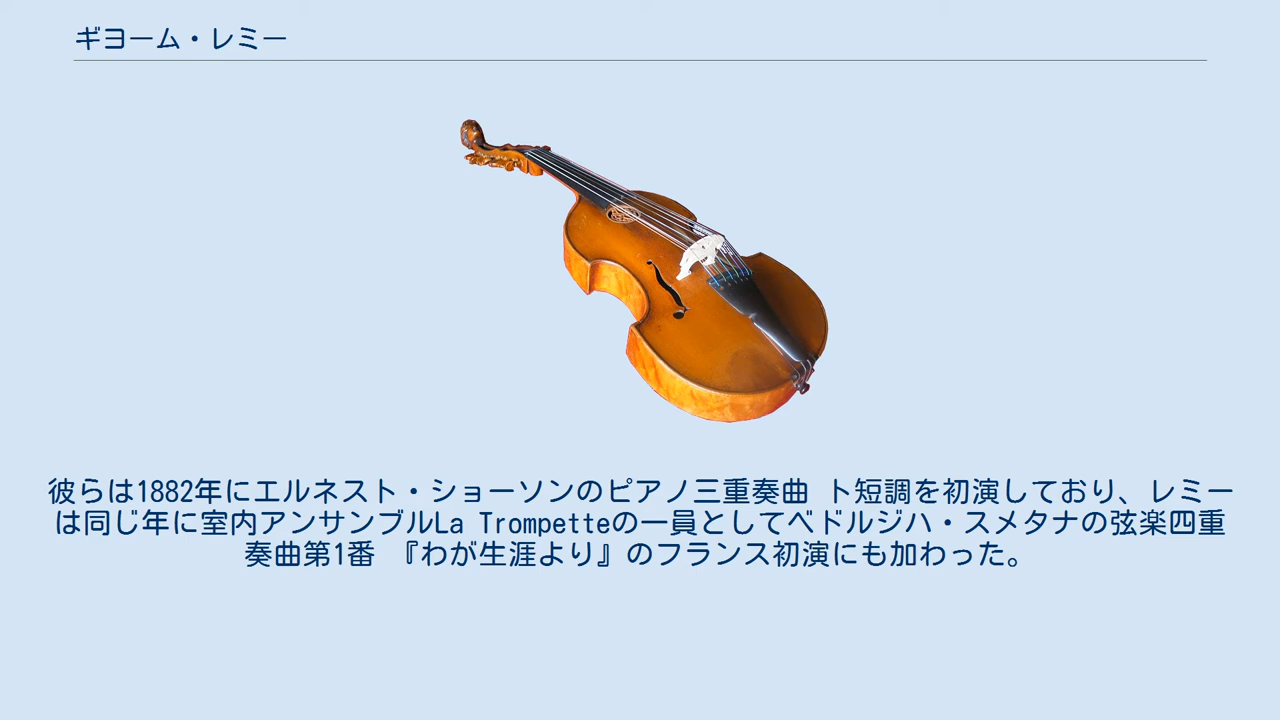 ギヨーム・レミー
彼らは1882年にエルネスト・ショーソンのピアノ三重奏曲 ト短調を初演しており、レミー
は同じ年に室内アンサンブルLa Trompetteの一員としてベドルジハ・スメタナの弦楽四重
奏曲第1番 『わが生涯より』のフランス初演にも加わった。